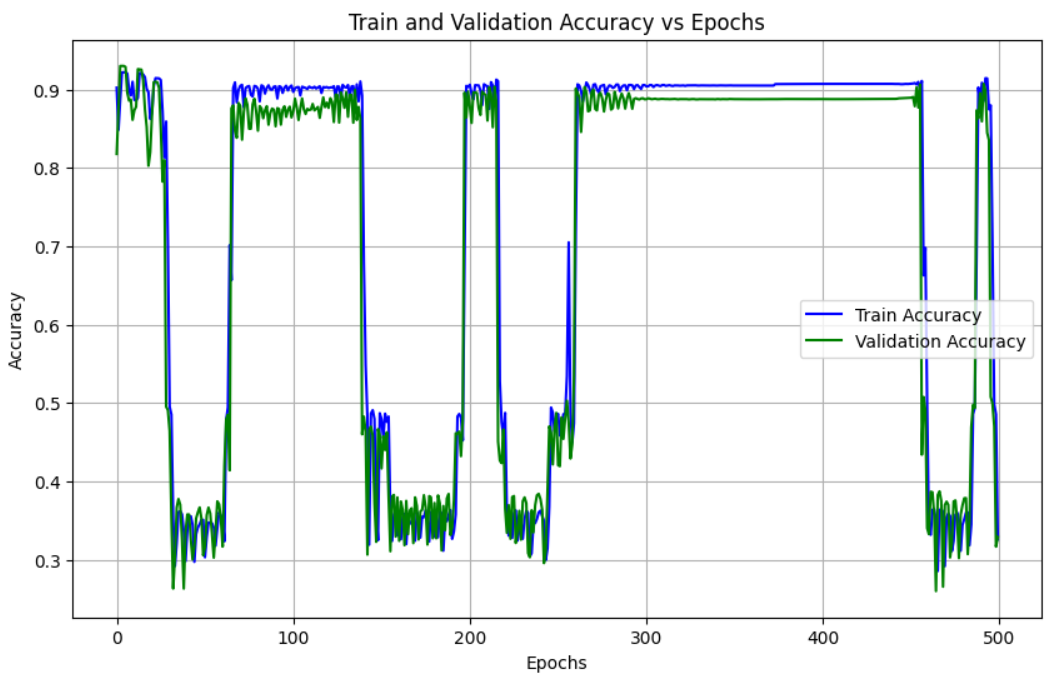 Train and Validation Accuracy vs Epochs
Accuracy
0.9
0.8
0.7
0.6
0.5
0.4
0.3
Train Accuracy
Validation Accuracy
0 100 200 300 400 500
Epochs